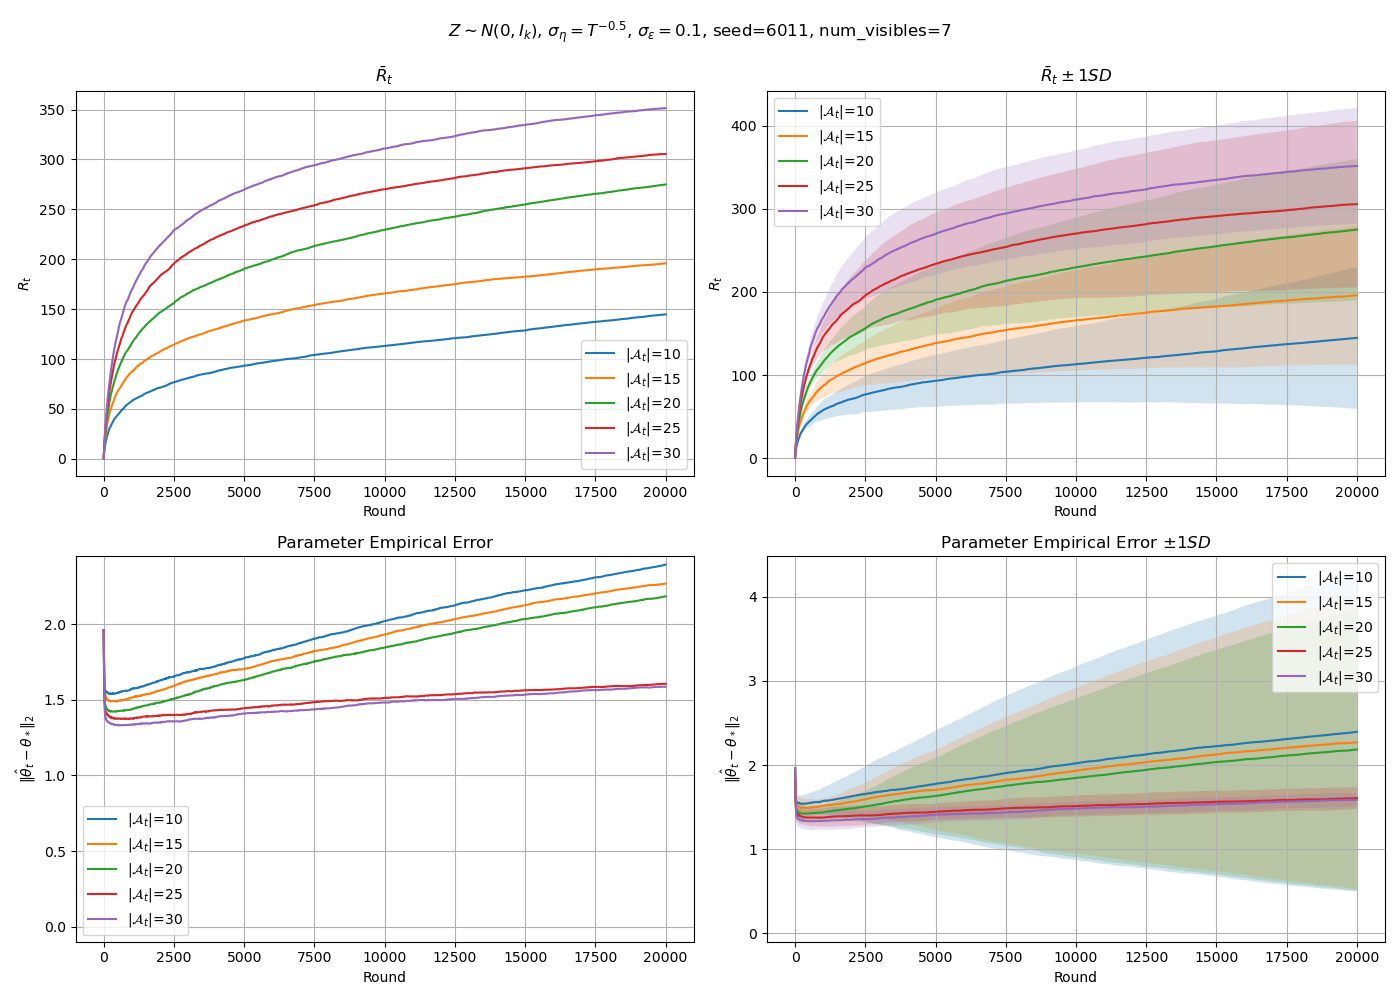 Z ∼ N(0, I_k), σ_η = T^{−0.5}, σ_ε = 0.1, seed=6011, num_visibles=7
R̄_t
350
300
250
200
150
100
50
0
R_t
0 2500 5000 7500 10000 12500 15000 17500 20000
Round
|𝒜_t|=10
|𝒜_t|=15
|𝒜_t|=20
|𝒜_t|=25
|𝒜_t|=30
R̄_t ± 1SD
400
300
200
100
0
R_t
0 2500 5000 7500 10000 12500 15000 17500 20000
Round
|𝒜_t|=10
|𝒜_t|=15
|𝒜_t|=20
|𝒜_t|=25
|𝒜_t|=30
Parameter Empirical Error
2.0
1.5
1.0
0.5
0.0
‖θ̂_t − θ_*‖_2
0 2500 5000 7500 10000 12500 15000 17500 20000
Round
|𝒜_t|=10
|𝒜_t|=15
|𝒜_t|=20
|𝒜_t|=25
|𝒜_t|=30
Parameter Empirical Error ±1SD
4
3
2
1
0
‖θ̂_t − θ_*‖_2
0 2500 5000 7500 10000 12500 15000 17500 20000
Round
|𝒜_t|=10
|𝒜_t|=15
|𝒜_t|=20
|𝒜_t|=25
|𝒜_t|=30